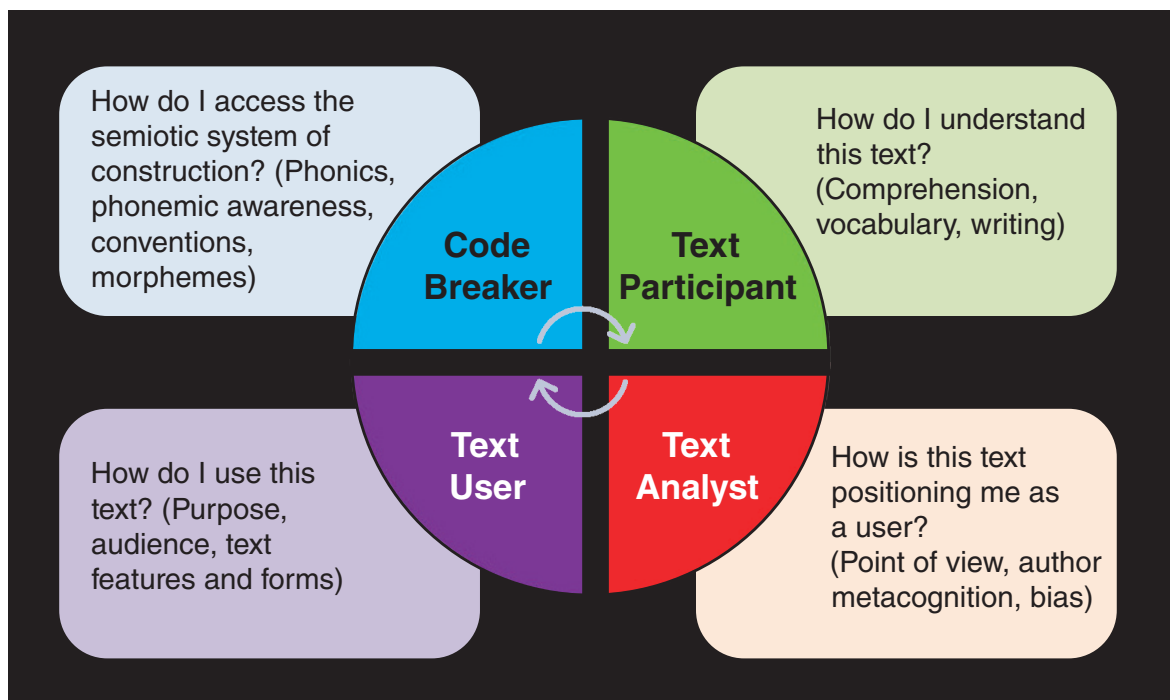 How do I access the
semiotic system of
construction? (Phonics,
phonemic awareness,
conventions,
morphemes)
Code
Breaker
Text
Participant
How do I understand
this text?
(Comprehension,
vocabulary, writing)
How do I use this
text? (Purpose,
audience, text
features and forms)
Text
User
Text
Analyst
How is this text
positioning me as
a user?
(Point of view, author
metacognition, bias)